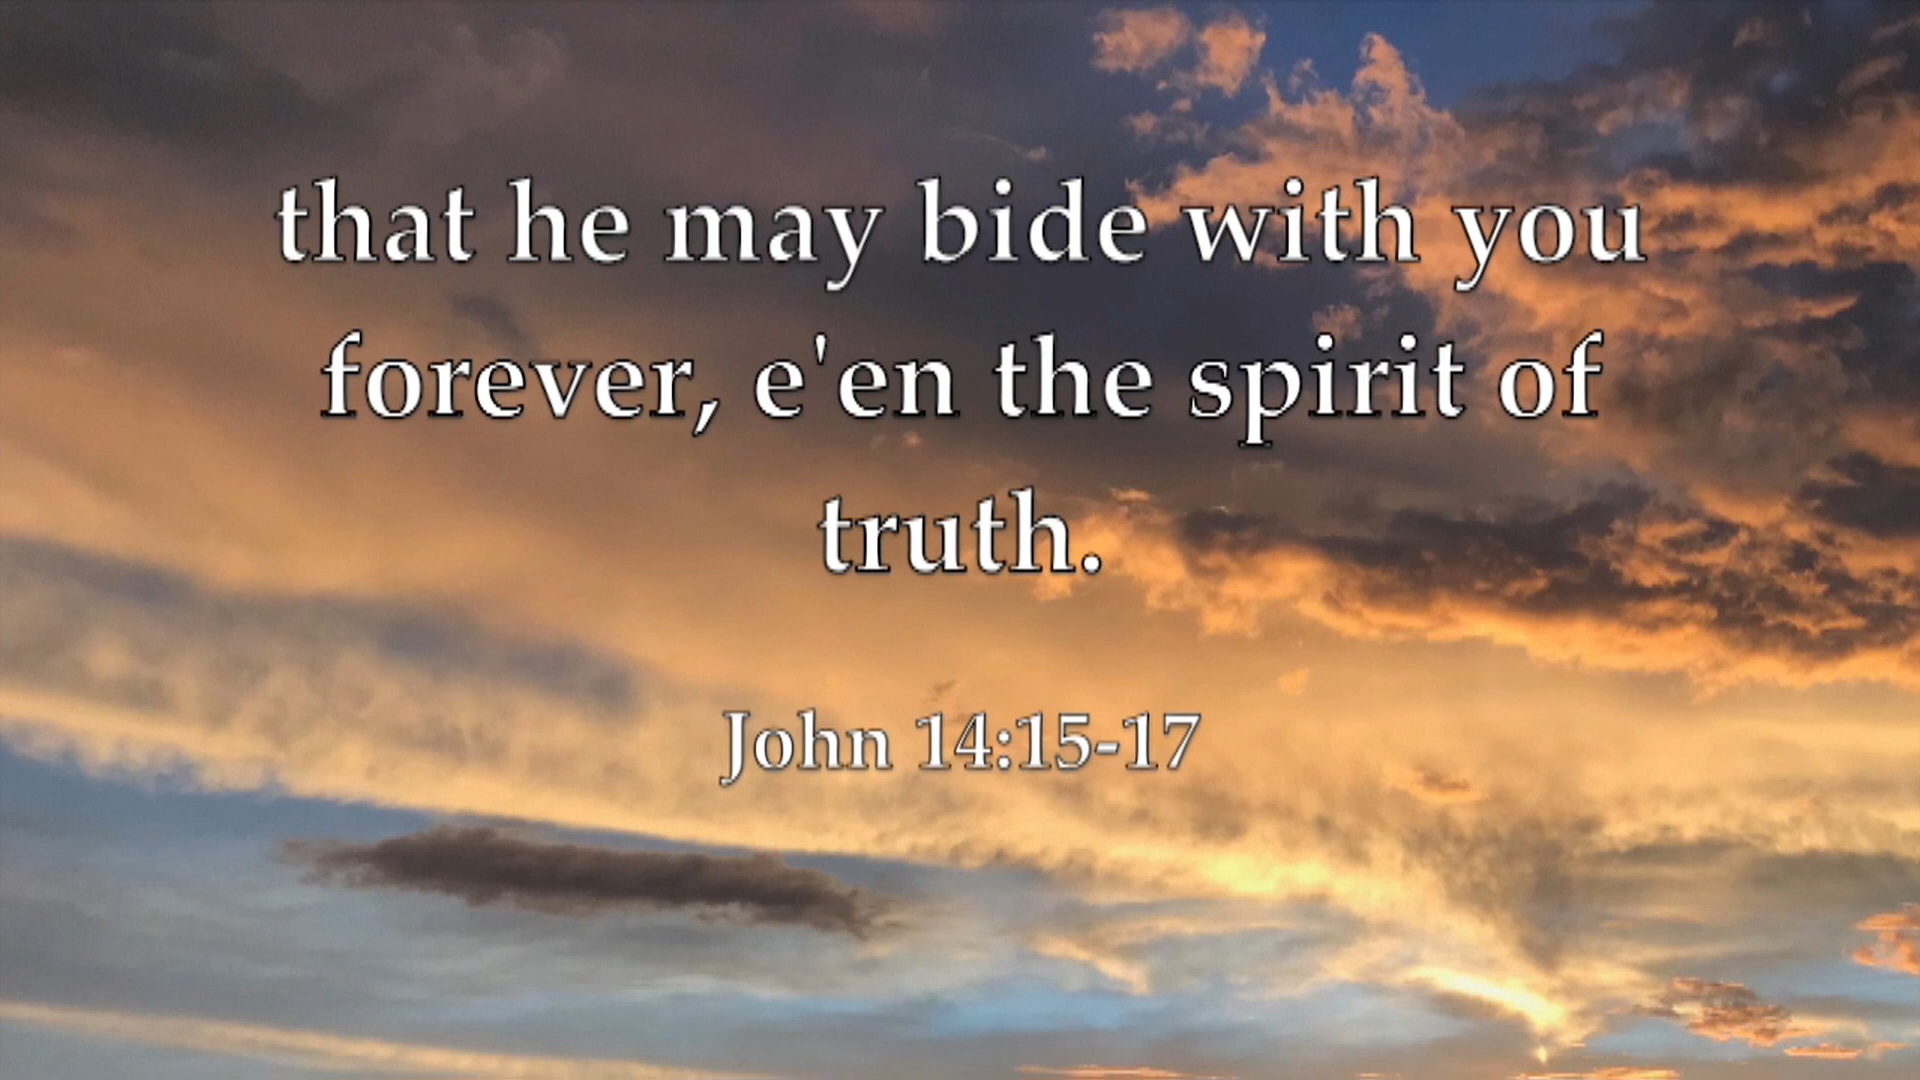 that he may bide with you
forever, e'en the spirit of
truth.
John 14:15-17